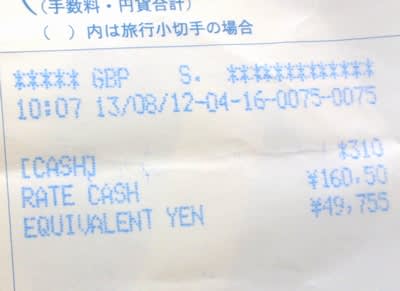 (手数料・円貨合計)
( ) 内は旅行小切手の場合
***** GBP S. *************
10:07 13/08/12-04-16-0075-0075
[CASH] *310
RATE CASH ¥160.50
EQUIVALENT YEN ¥49,755